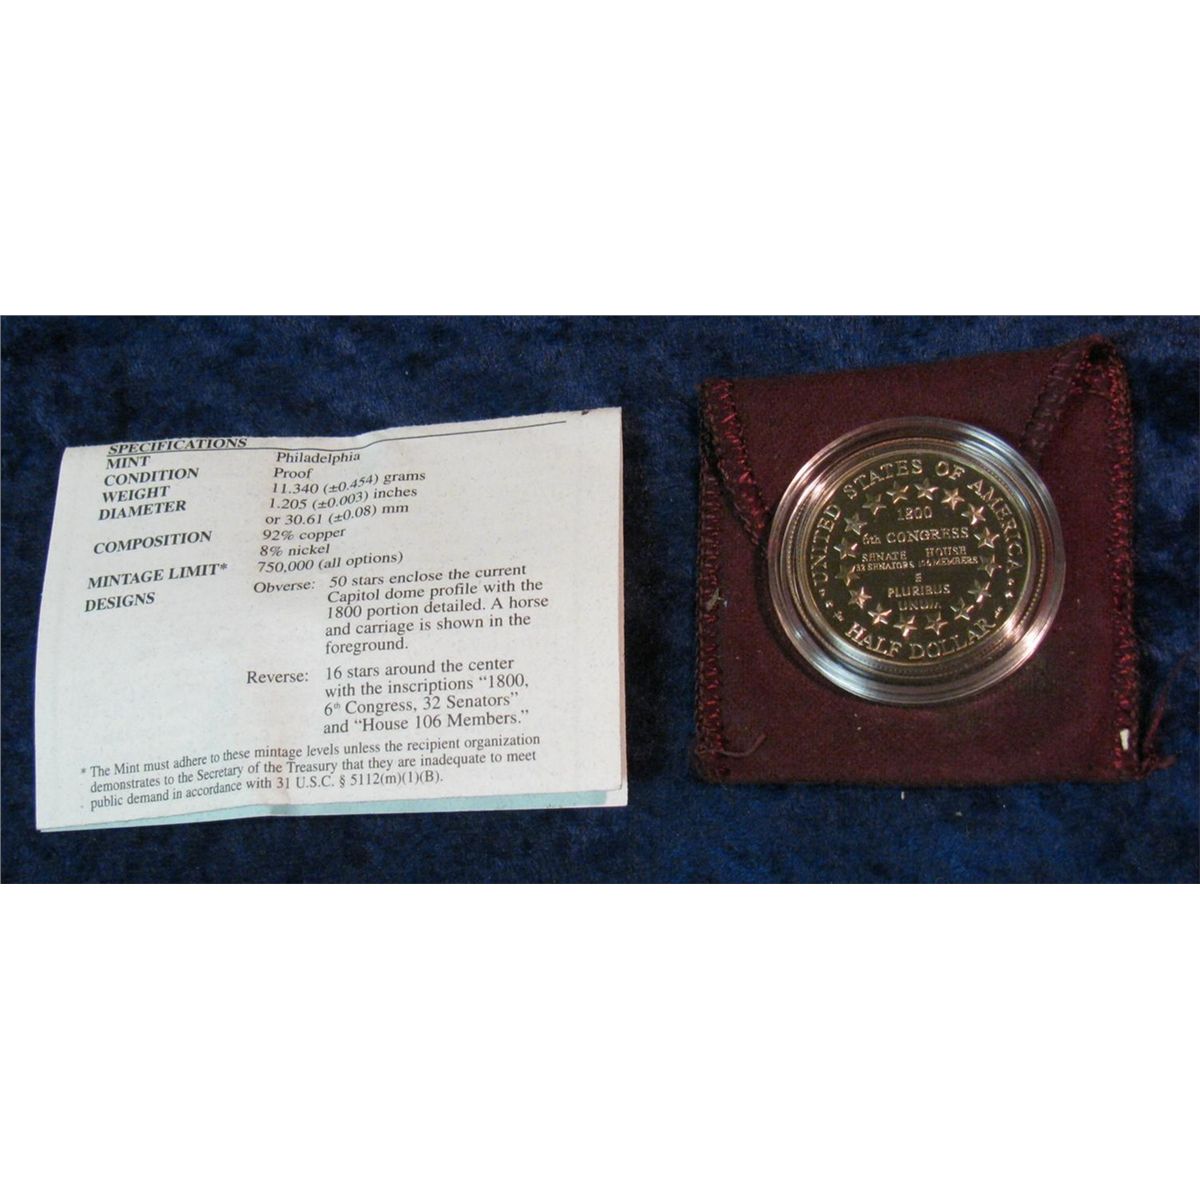 SPECIFICATIONS
MINT Philadelphia
CONDITION Proof
WEIGHT 11.340 (±0.454) grams
DIAMETER 1.205 (±0.003) inches
or 30.61 (±0.08) mm
COMPOSITION 92% copper
8% nickel
MINTAGE LIMIT* 750,000 (all options)
DESIGNS Obverse: 50 stars enclose the current
Capitol dome profile with the
1800 portion detailed. A horse
and carriage is shown in the
foreground.
Reverse: 16 stars around the center
with the inscriptions “1800,
6th Congress, 32 Senators”
and “House 106 Members.”
* The Mint must adhere to these mintage levels unless the recipient organization
demonstrates to the Secretary of the Treasury that they are inadequate to meet
public demand in accordance with 31 U.S.C. § 5112(m)(1)(B).
UNITED STATES OF AMERICA
1800
6th CONGRESS
SENATE HOUSE
32 SENATORS 106 MEMBERS
E
PLURIBUS
UNUM
HALF DOLLAR